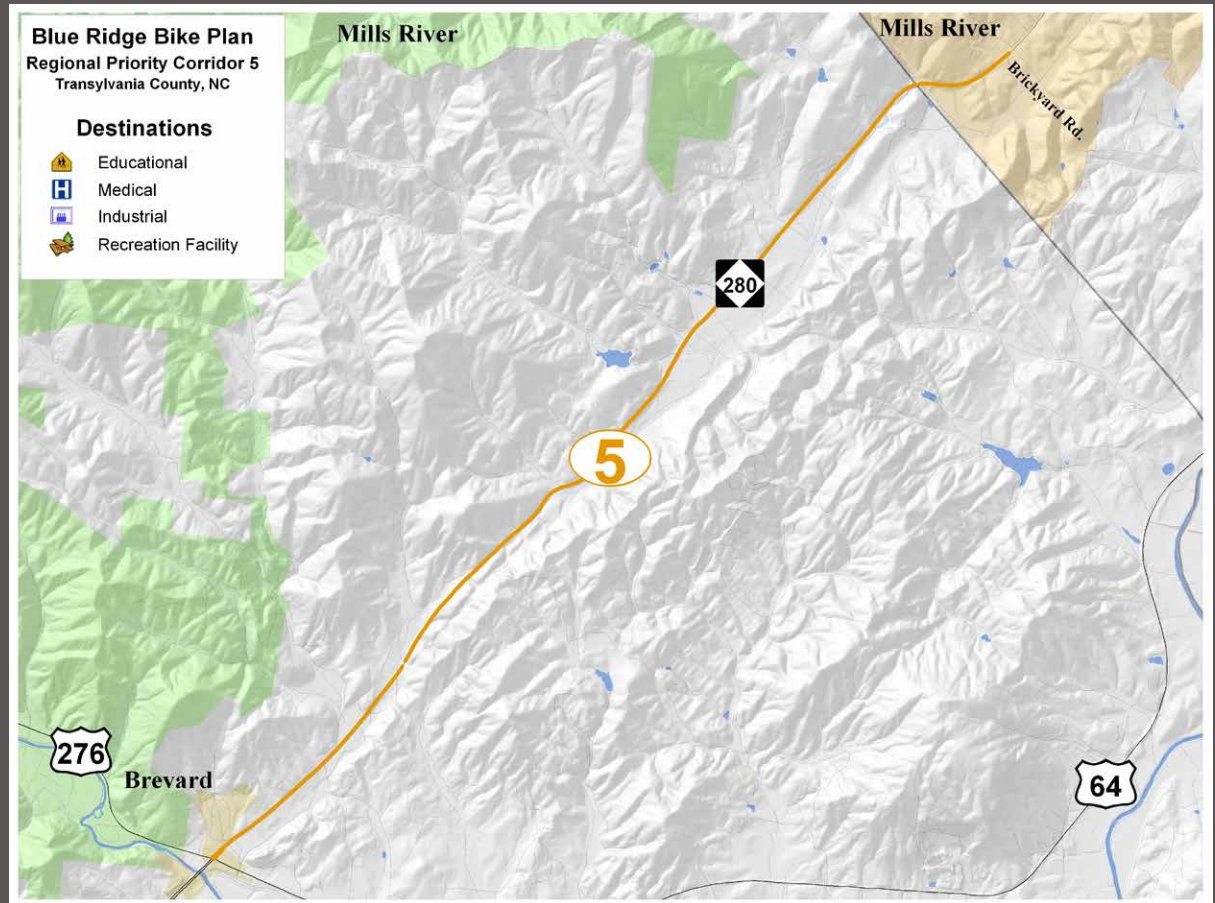 Blue Ridge Bike Plan
Regional Priority Corridor 5
Transylvania County, NC
Destinations
Educational
H Medical
Industrial
Recreation Facility
Mills River
Mills River
Brickyard Rd.
280
5
276
Brevard
64